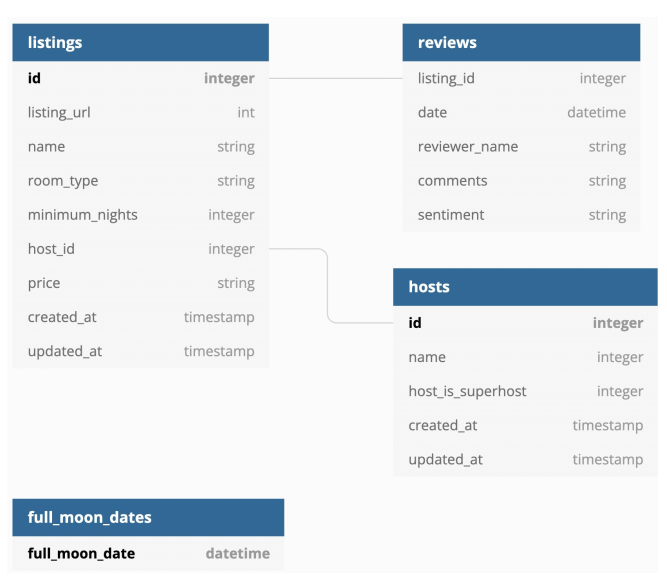 listings
id integer
listing_url int
name string
room_type string
minimum_nights integer
host_id integer
price string
created_at timestamp
updated_at timestamp
reviews
listing_id integer
date datetime
reviewer_name string
comments string
sentiment string
hosts
id integer
name integer
host_is_superhost integer
created_at timestamp
updated_at timestamp
full_moon_dates
full_moon_date datetime